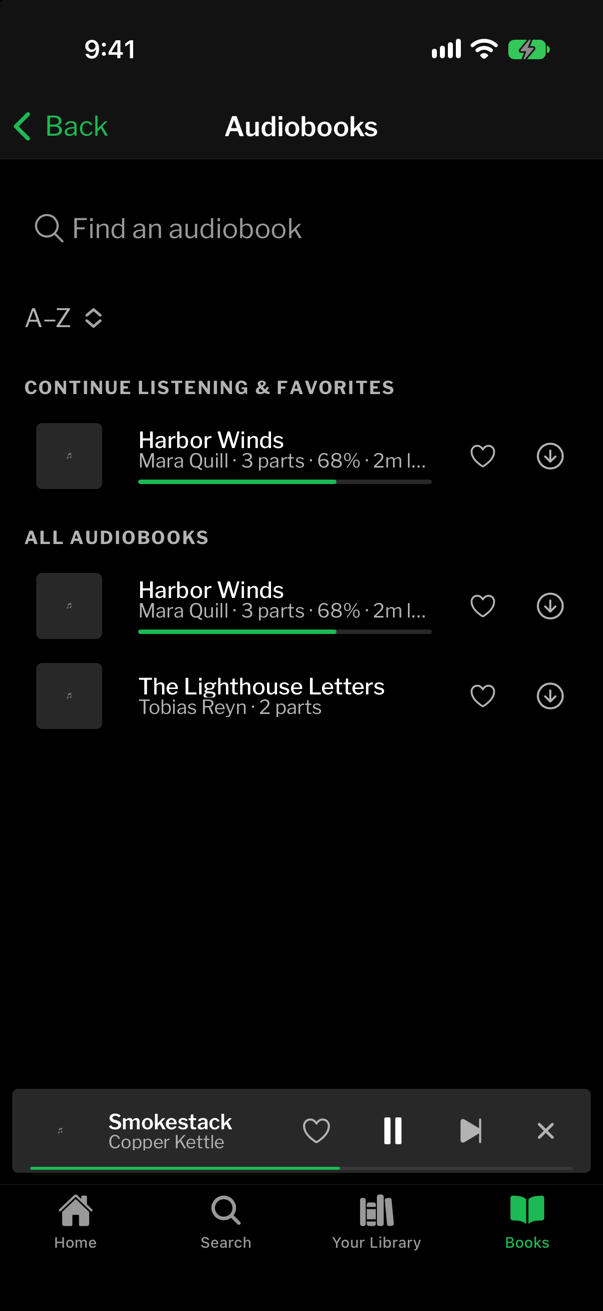 9:41
Back
Audiobooks
Find an audiobook
A–Z
CONTINUE LISTENING & FAVORITES
Harbor Winds
Mara Quill · 3 parts · 68% · 2m l...
ALL AUDIOBOOKS
Harbor Winds
Mara Quill · 3 parts · 68% · 2m l...
The Lighthouse Letters
Tobias Reyn · 2 parts
Smokestack
Copper Kettle
Home
Search
Your Library
Books